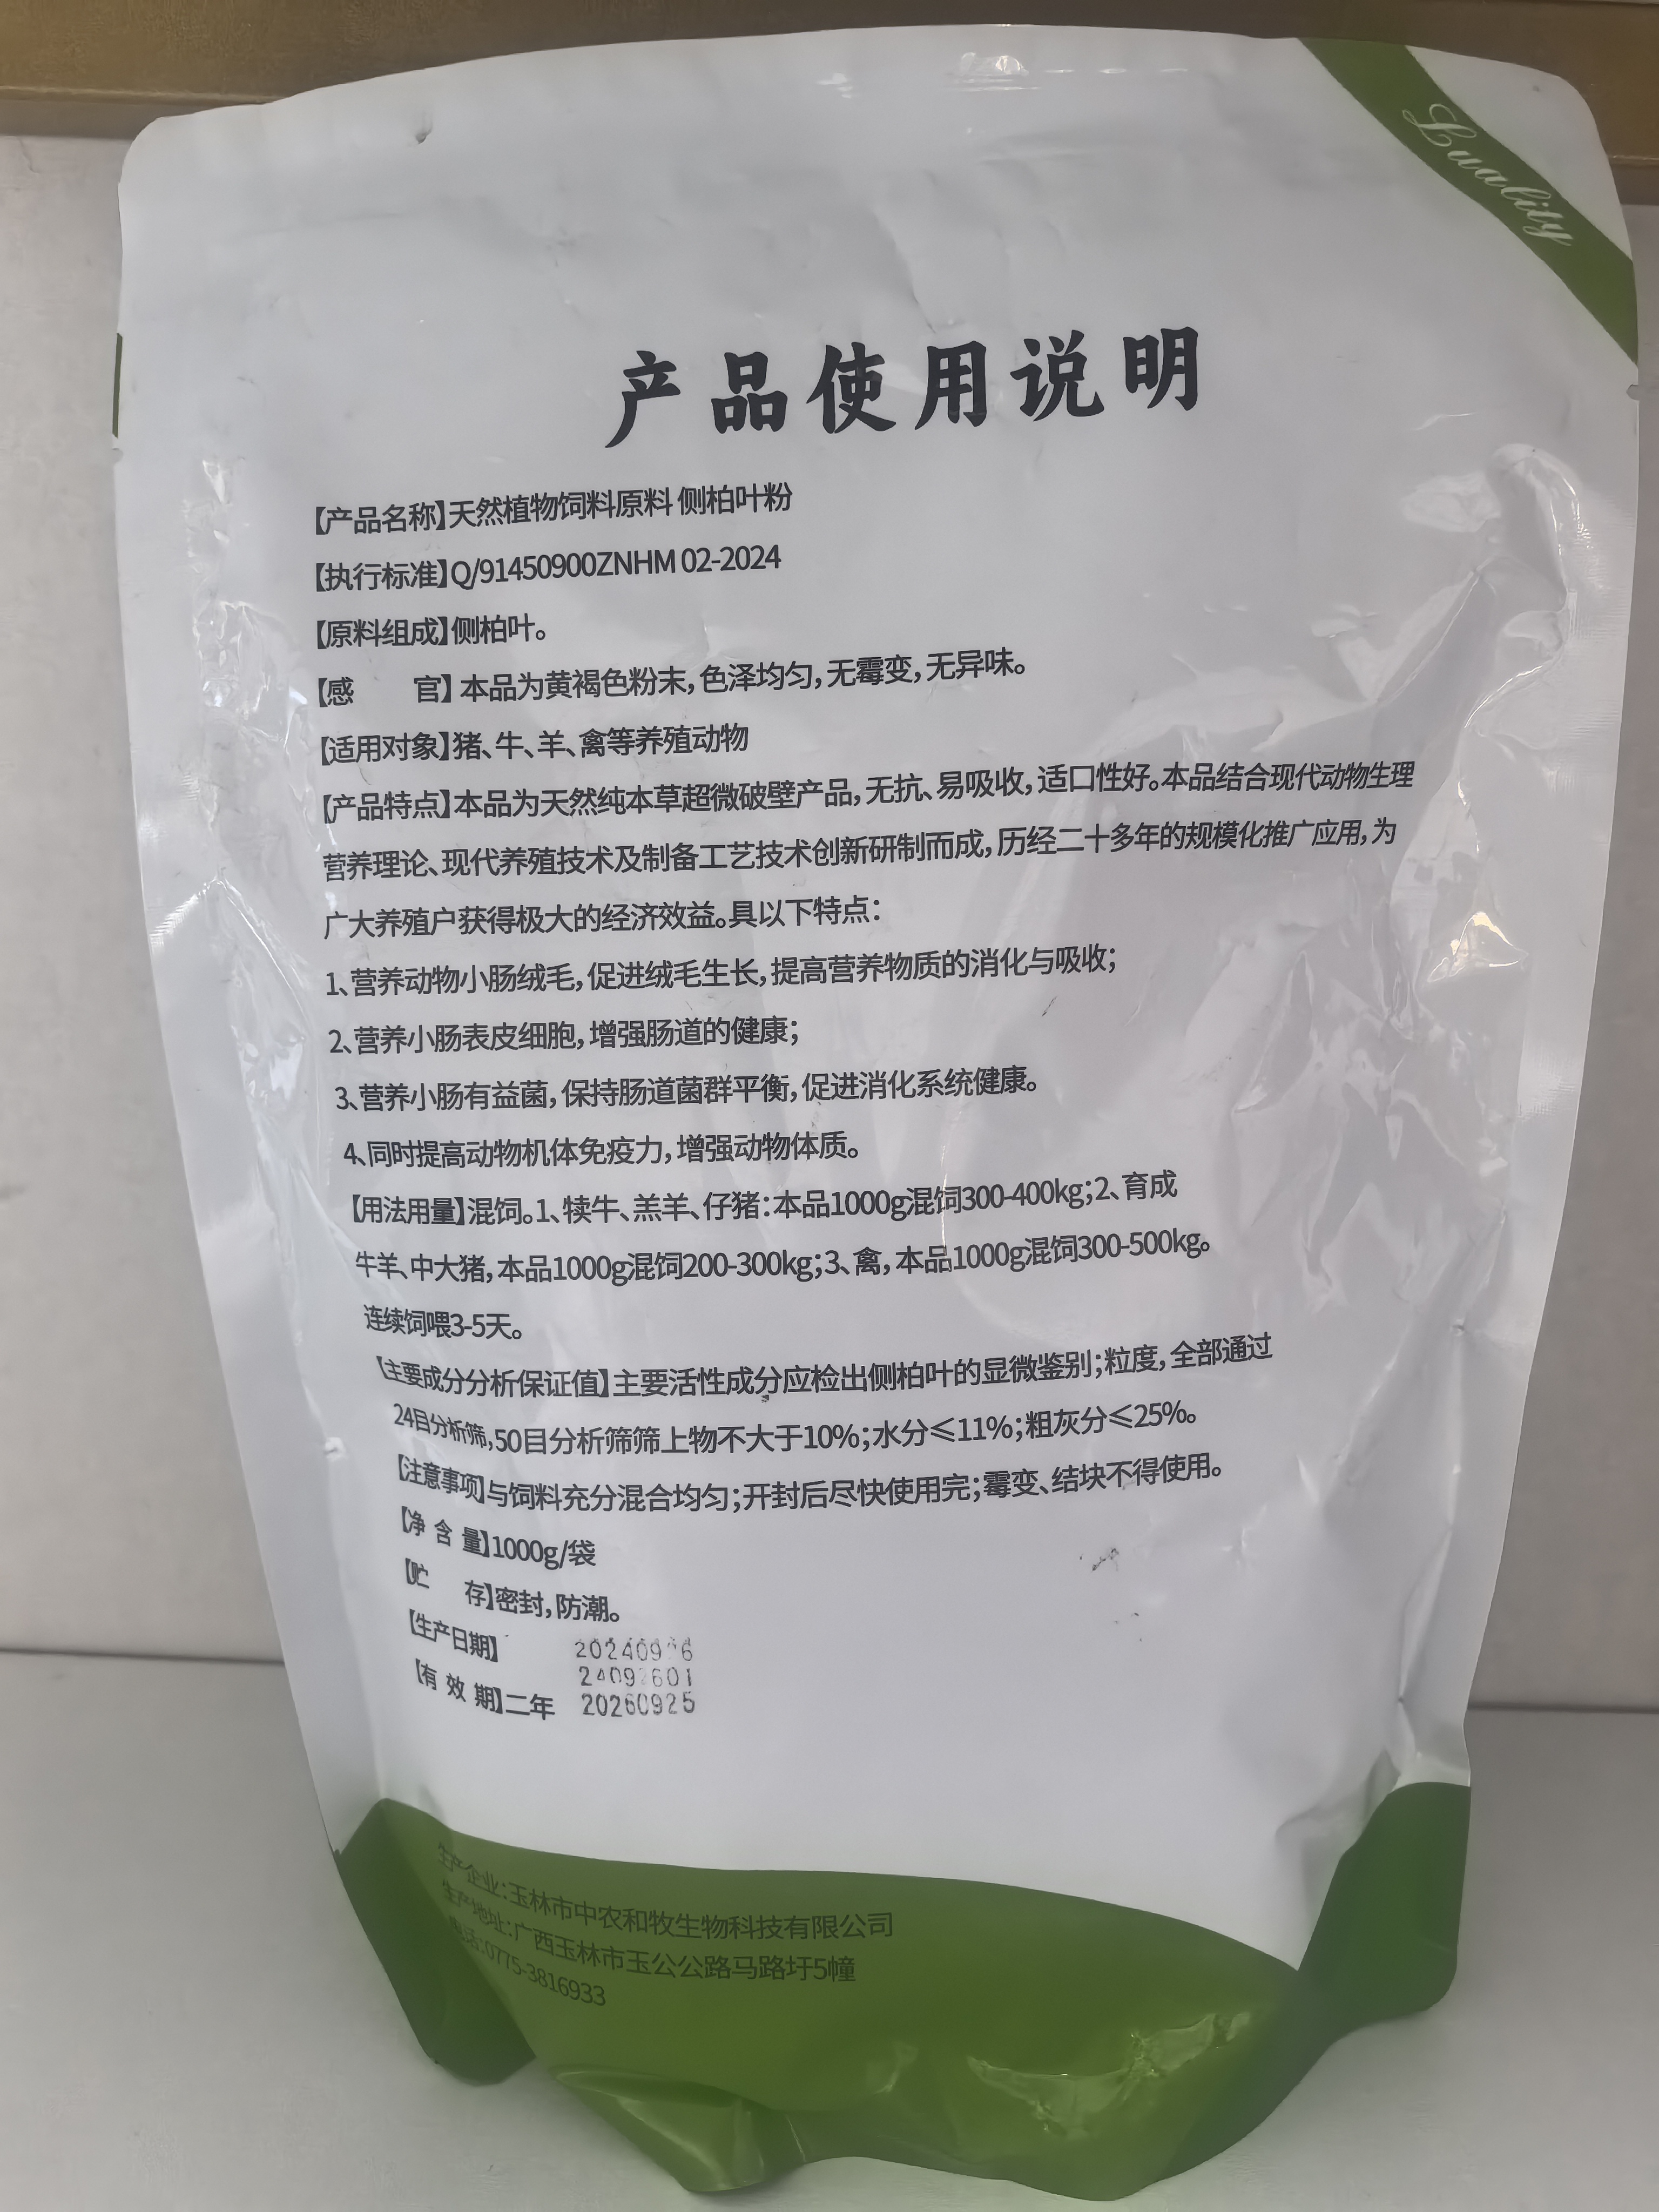 Luality
产品使用说明
【产品名称】天然植物饲料原料 侧柏叶粉
【执行标准】Q/91450900ZNHM 02-2024
【原料组成】侧柏叶。
【感 官】本品为黄褐色粉末，色泽均匀，无霉变，无异味。
【适用对象】猪、牛、羊、禽等养殖动物
【产品特点】本品为天然纯本草超微破壁产品，无抗、易吸收，适口性好。本品结合现代动物生理
营养理论、现代养殖技术及制备工艺技术创新研制而成，历经二十多年的规模化推广应用，为
广大养殖户获得极大的经济效益。具以下特点：
1、营养动物小肠绒毛，促进绒毛生长，提高营养物质的消化与吸收；
2、营养小肠表皮细胞，增强肠道的健康；
3、营养小肠有益菌，保持肠道菌群平衡，促进消化系统健康。
4、同时提高动物机体免疫力，增强动物体质。
【用法用量】混饲。1、犊牛、羔羊、仔猪：本品1000g混饲300-400kg；2、育成
牛羊、中大猪，本品1000g混饲200-300kg；3、禽，本品1000g混饲300-500kg。
连续饲喂3-5天。
【主要成分分析保证值】主要活性成分应检出侧柏叶的显微鉴别；粒度，全部通过
24目分析筛，50目分析筛筛上物不大于10%；水分≤11%；粗灰分≤25%。
【注意事项】与饲料充分混合均匀；开封后尽快使用完；霉变、结块不得使用。
【净 含 量】1000g/袋
【贮 存】密封，防潮。
【生产日期】 20240926
24092601
【有 效 期】二年 20260925
生产企业：玉林市中农和牧生物科技有限公司
生产地址：广西玉林市玉公公路马路圩5幢
电话：0775-3816933